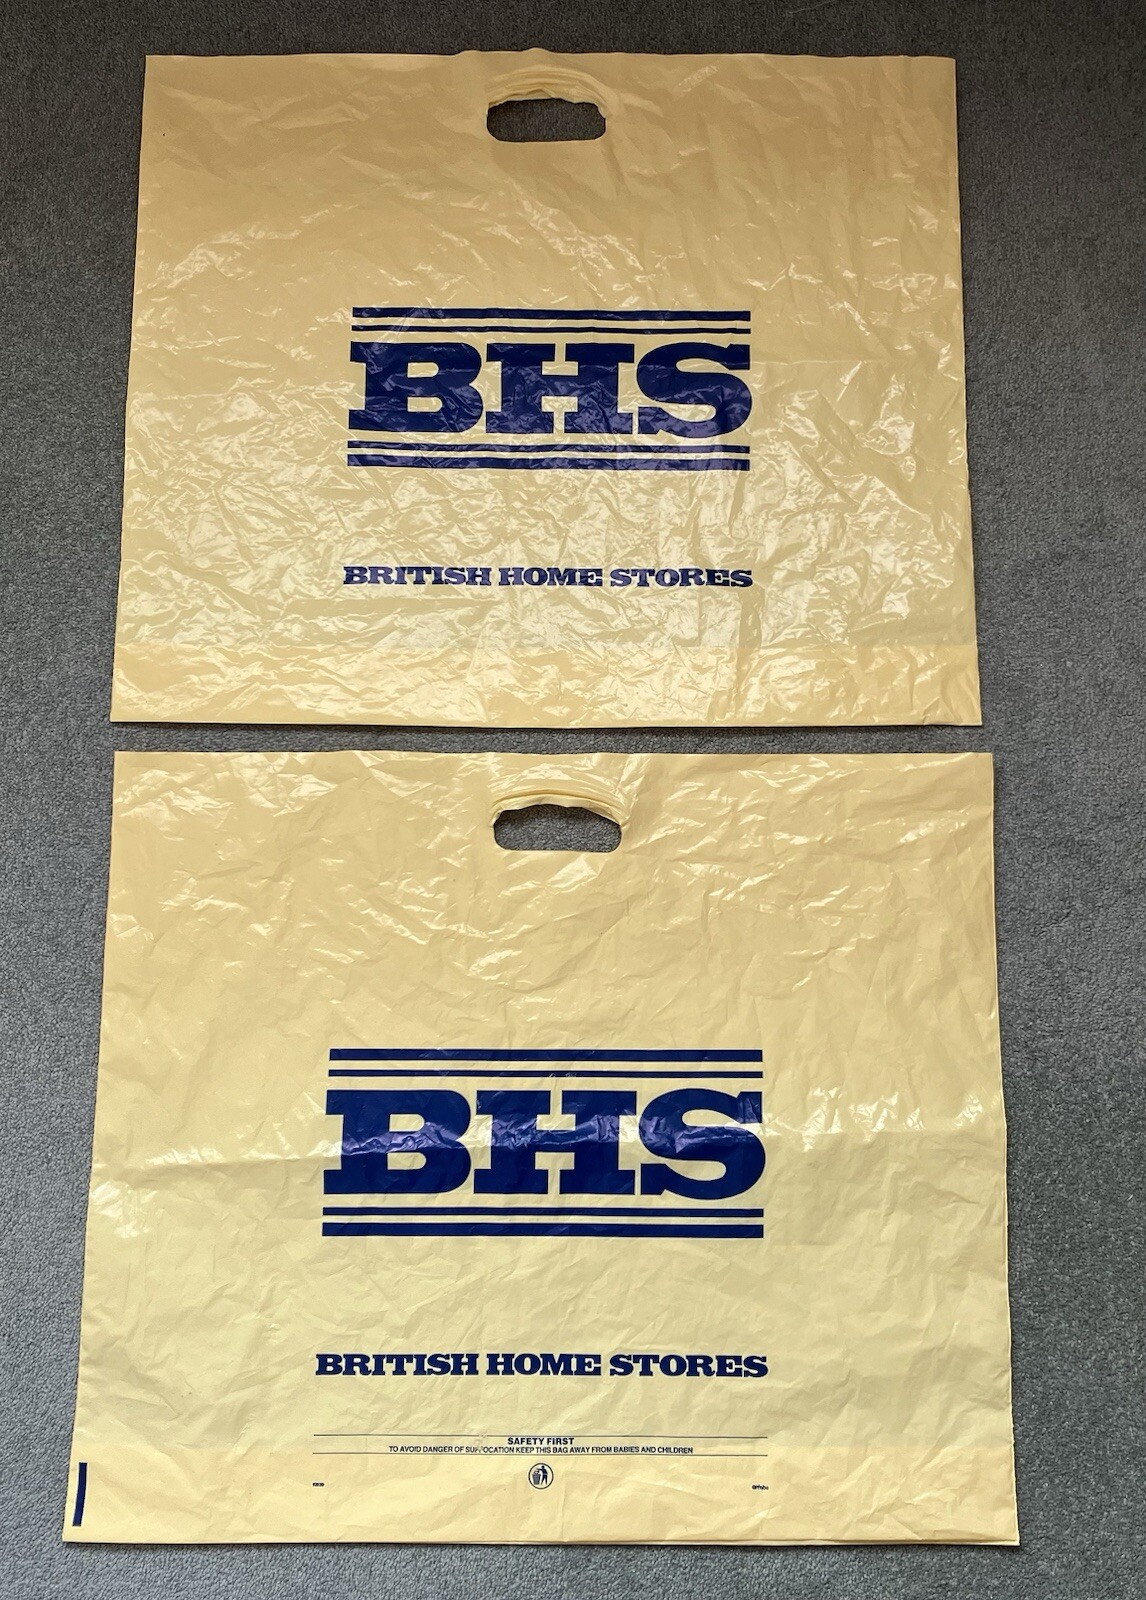 BHS
BRITISH HOME STORES
BHS
BRITISH HOME STORES
SAFETY FIRST
TO AVOID DANGER OF SUFFOCATION KEEP THIS BAG AWAY FROM BABIES AND CHILDREN